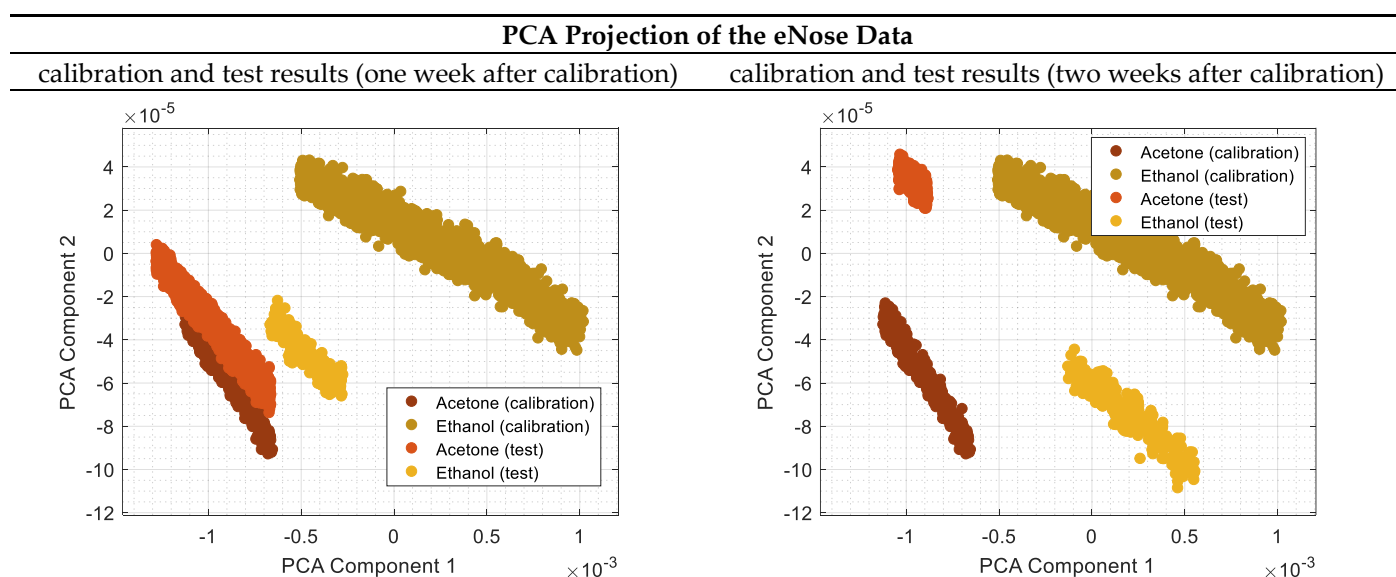 PCA Projection of the eNose Data
calibration and test results (one week after calibration)
calibration and test results (two weeks after calibration)
×10⁻⁵
4
2
0
-2
-4
-6
-8
-10
-12
PCA Component 2
Acetone (calibration)
Ethanol (calibration)
Acetone (test)
Ethanol (test)
-1
-0.5
0
0.5
1
PCA Component 1
×10⁻³
×10⁻⁵
4
2
0
-2
-4
-6
-8
-10
-12
PCA Component 2
Acetone (calibration)
Ethanol (calibration)
Acetone (test)
Ethanol (test)
-1
-0.5
0
0.5
1
PCA Component 1
×10⁻³